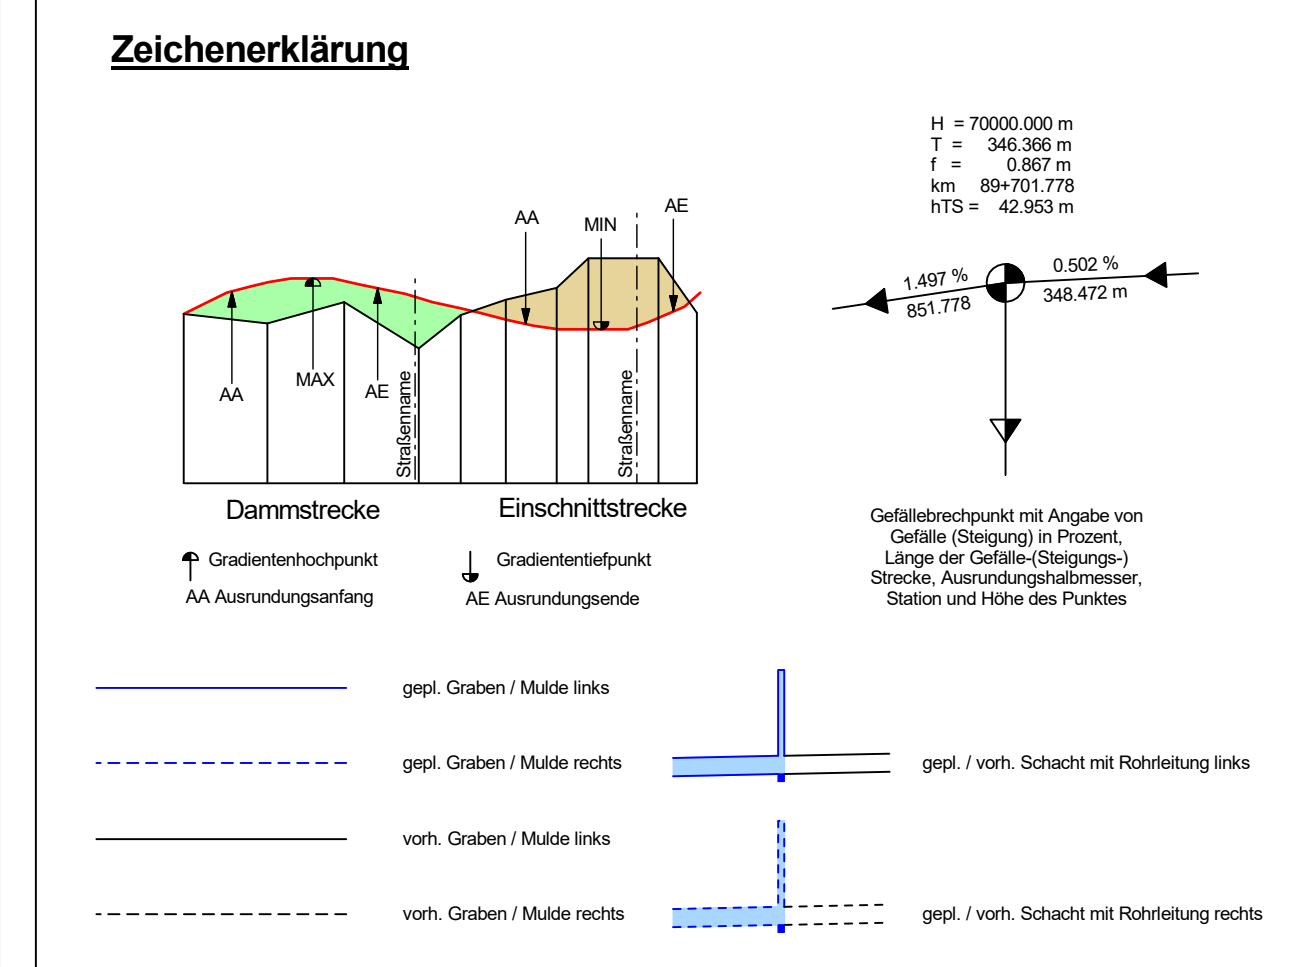 Zeichenerklärung
H = 70000.000 m
T = 346.366 m
f = 0.867 m
km 89+701.778
hTS = 42.953 m
AA
MIN
AE
1.497 %
851.778
0.502 %
348.472 m
AA
MAX
AE
Straßenname
Straßenname
Dammstrecke
Einschnittstrecke
Gradientenhochpunkt
Gradiententiefpunkt
AA Ausrundungsanfang
AE Ausrundungsende
Gefällebrechpunkt mit Angabe von
Gefälle (Steigung) in Prozent,
Länge der Gefälle-(Steigungs-)
Strecke, Ausrundungshalbmesser,
Station und Höhe des Punktes
gepl. Graben / Mulde links
gepl. Graben / Mulde rechts
gepl. / vorh. Schacht mit Rohrleitung links
vorh. Graben / Mulde links
vorh. Graben / Mulde rechts
gepl. / vorh. Schacht mit Rohrleitung rechts